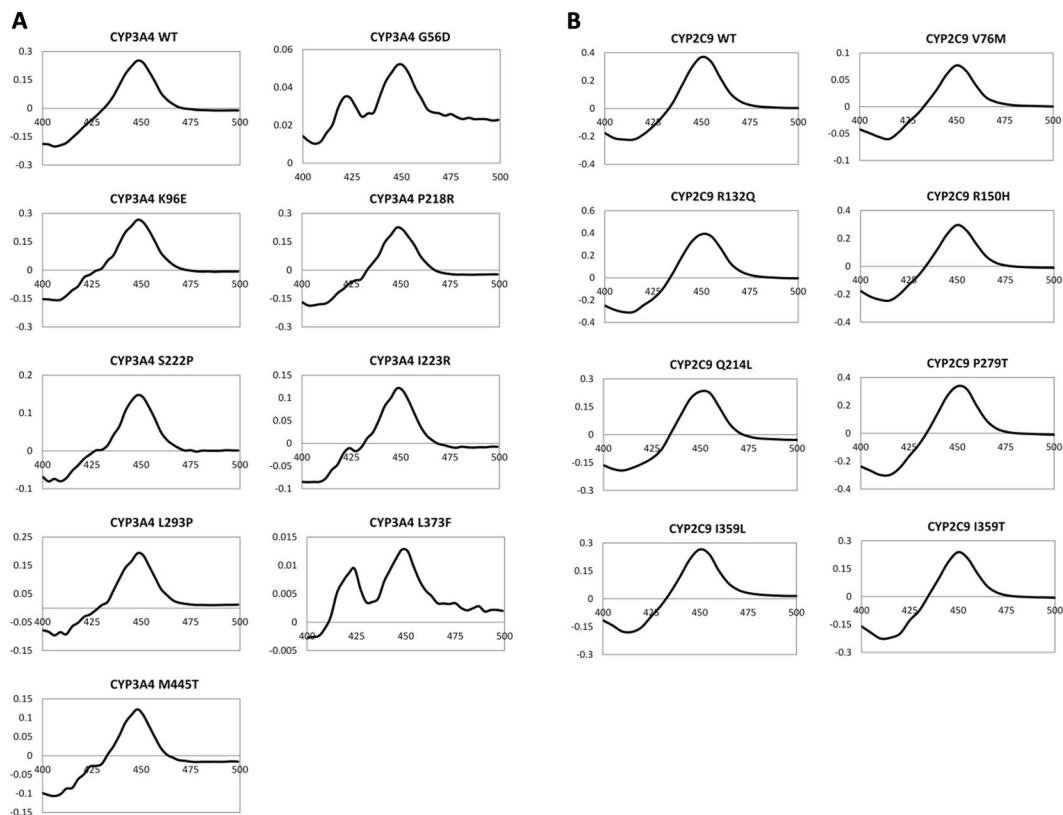 A
CYP3A4 WT
0.3
0.15
0
-0.15
-0.3
400 425 450 475 500
CYP3A4 G56D
0.06
0.04
0.02
0
400 425 450 475 500
CYP3A4 K96E
0.3
0.15
0
-0.15
-0.3
400 425 450 475 500
CYP3A4 P218R
0.3
0.15
0
-0.15
-0.3
400 425 450 475 500
CYP3A4 S222P
0.2
0.1
0
-0.1
400 425 450 475 500
CYP3A4 I223R
0.15
0.1
0.05
0
-0.05
-0.1
400 425 450 475 500
CYP3A4 L293P
0.25
0.15
0.05
-0.05
-0.15
400 425 450 475 500
CYP3A4 L373F
0.015
0.01
0.005
0
-0.005
400 425 450 475 500
CYP3A4 M445T
0.15
0.1
0.05
0
-0.05
-0.1
-0.15
400 425 450 475 500
B
CYP2C9 WT
0.4
0.2
0
-0.2
-0.4
400 425 450 475 500
CYP2C9 V76M
0.1
0.05
0
-0.05
-0.1
400 425 450 475 500
CYP2C9 R132Q
0.6
0.4
0.2
0
-0.2
-0.4
400 425 450 475 500
CYP2C9 R150H
0.4
0.2
0
-0.2
-0.4
400 425 450 475 500
CYP2C9 Q214L
0.3
0.15
0
-0.15
-0.3
400 425 450 475 500
CYP2C9 P279T
0.4
0.2
0
-0.2
-0.4
400 425 450 475 500
CYP2C9 I359L
0.3
0.15
0
-0.15
-0.3
400 425 450 475 500
CYP2C9 I359T
0.3
0.15
0
-0.15
-0.3
400 425 450 475 500